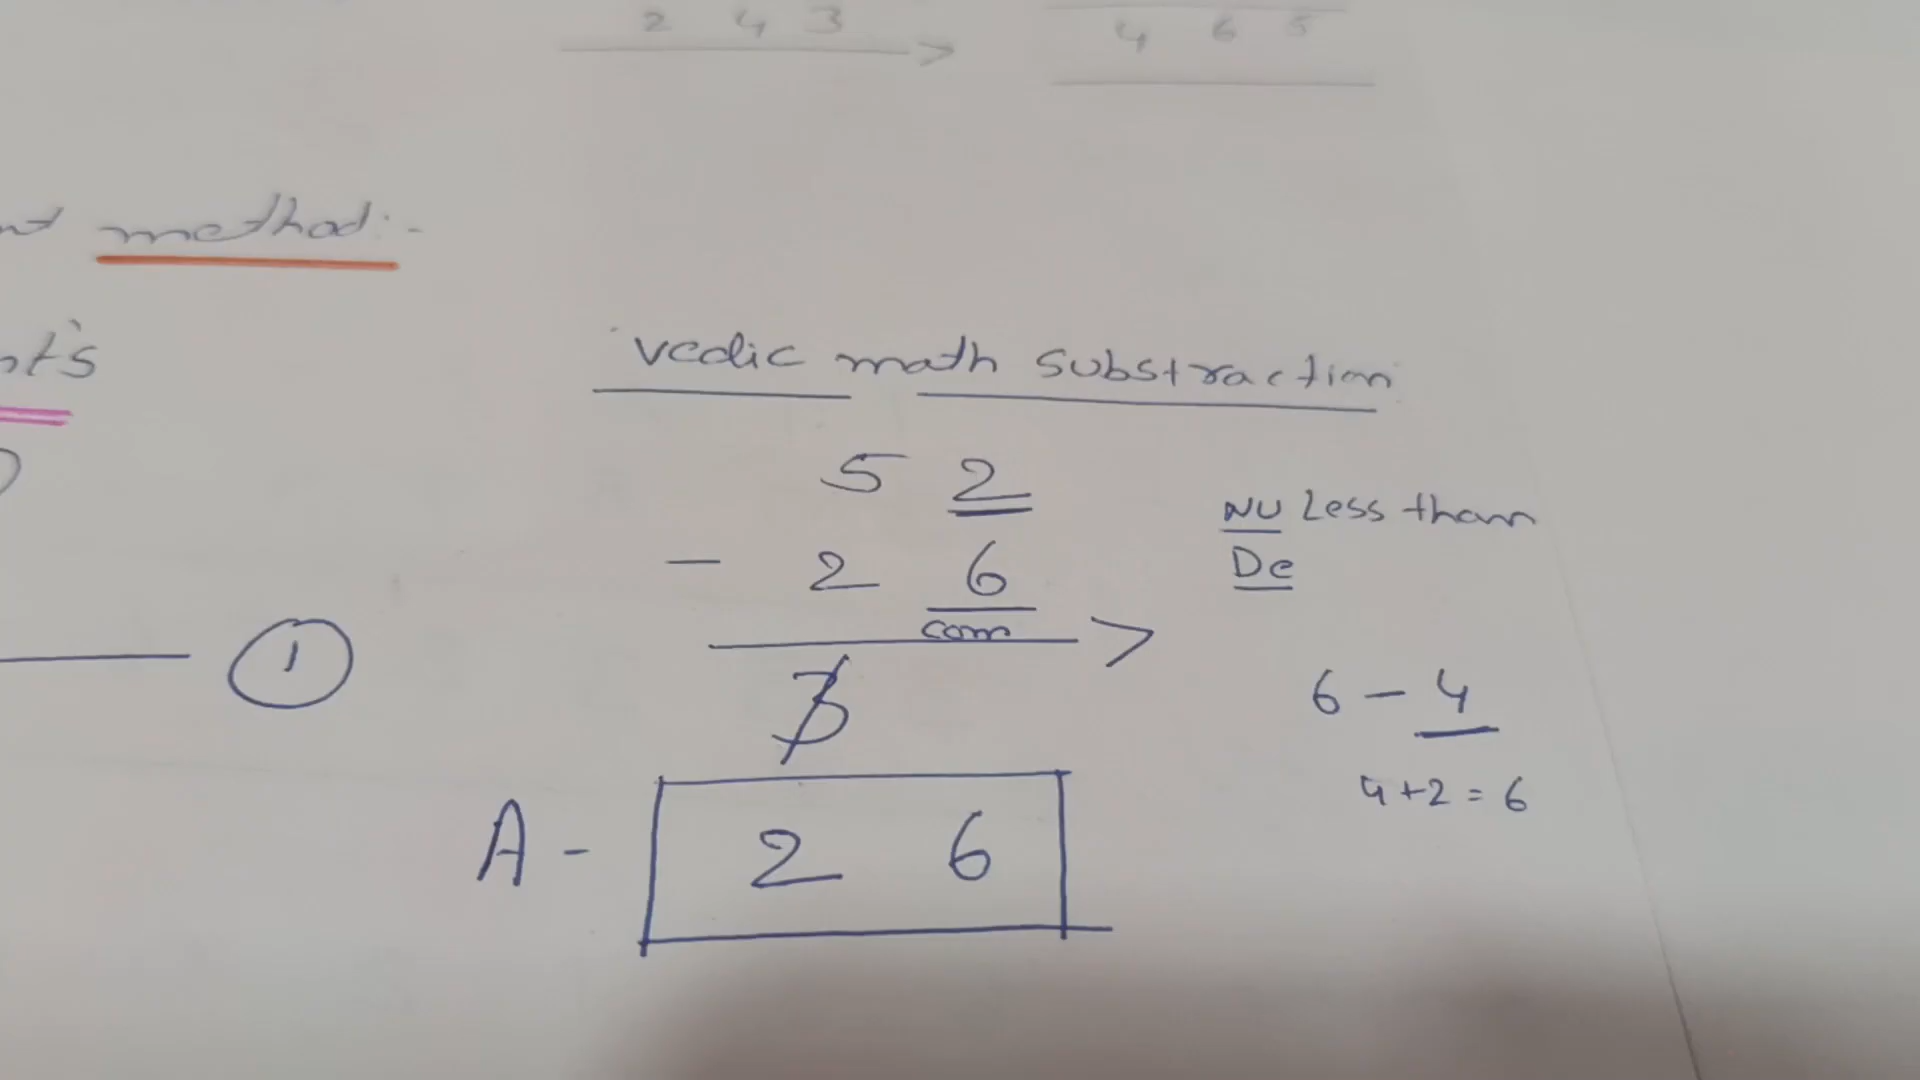 2 4 3
4 6 5
method:-
vedic math substraction
5 2
- 2 6
com
3
A - 2 6
NU Less than
De
6 - 4
4+2=6
1